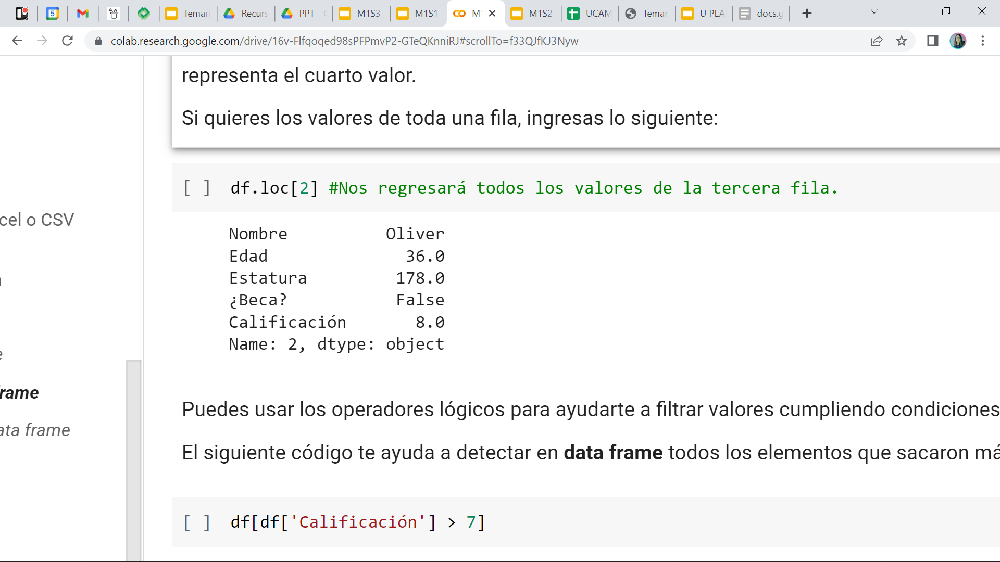 5
Temari
Recurs
PPT - 
M1S3_
M1S1_
M
M1S2_
UCAM
Temar
U PLA
docs.g
colab.research.google.com/drive/16v-Flfqoqed98sPFPmvP2-GTeQKnniRJ#scrollTo=f33QJfKJ3Nyw
representa el cuarto valor.
Si quieres los valores de toda una fila, ingresas lo siguiente:
[ ] df.loc[2] #Nos regresará todos los valores de la tercera fila.
cel o CSV
Nombre Oliver
Edad 36.0
Estatura 178.0
¿Beca? False
Calificación 8.0
Name: 2, dtype: object
rame
ata frame
Puedes usar los operadores lógicos para ayudarte a filtrar valores cumpliendo condiciones
El siguiente código te ayuda a detectar en data frame todos los elementos que sacaron má
[ ] df[df['Calificación'] > 7]